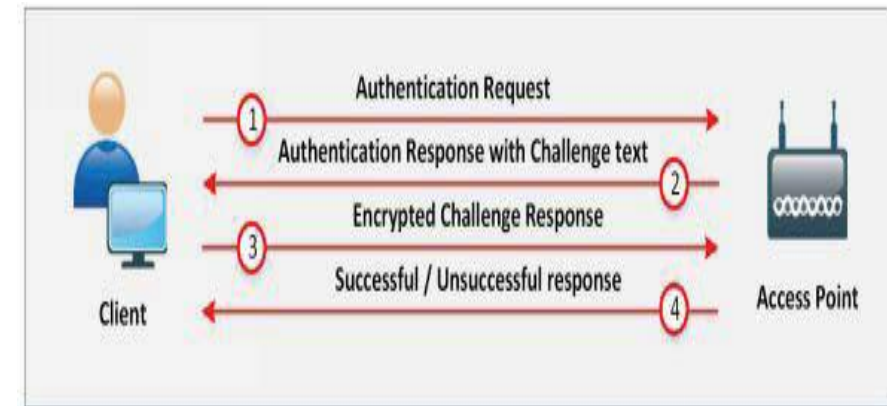 Authentication Request
1
Authentication Response with Challenge text
2
Encrypted Challenge Response
3
Successful / Unsuccessful response
4
Client
Access Point